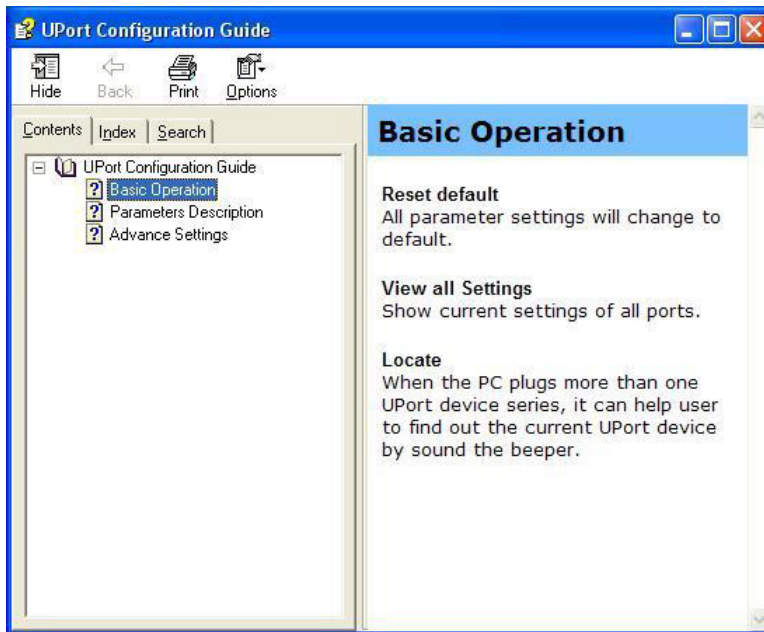 UPort Configuration Guide
Hide Back Print Options
Contents Index Search
UPort Configuration Guide
Basic Operation
Parameters Description
Advance Settings
Basic Operation
Reset default
All parameter settings will change to
default.
View all Settings
Show current settings of all ports.
Locate
When the PC plugs more than one
UPort device series, it can help user
to find out the current UPort device
by sound the beeper.